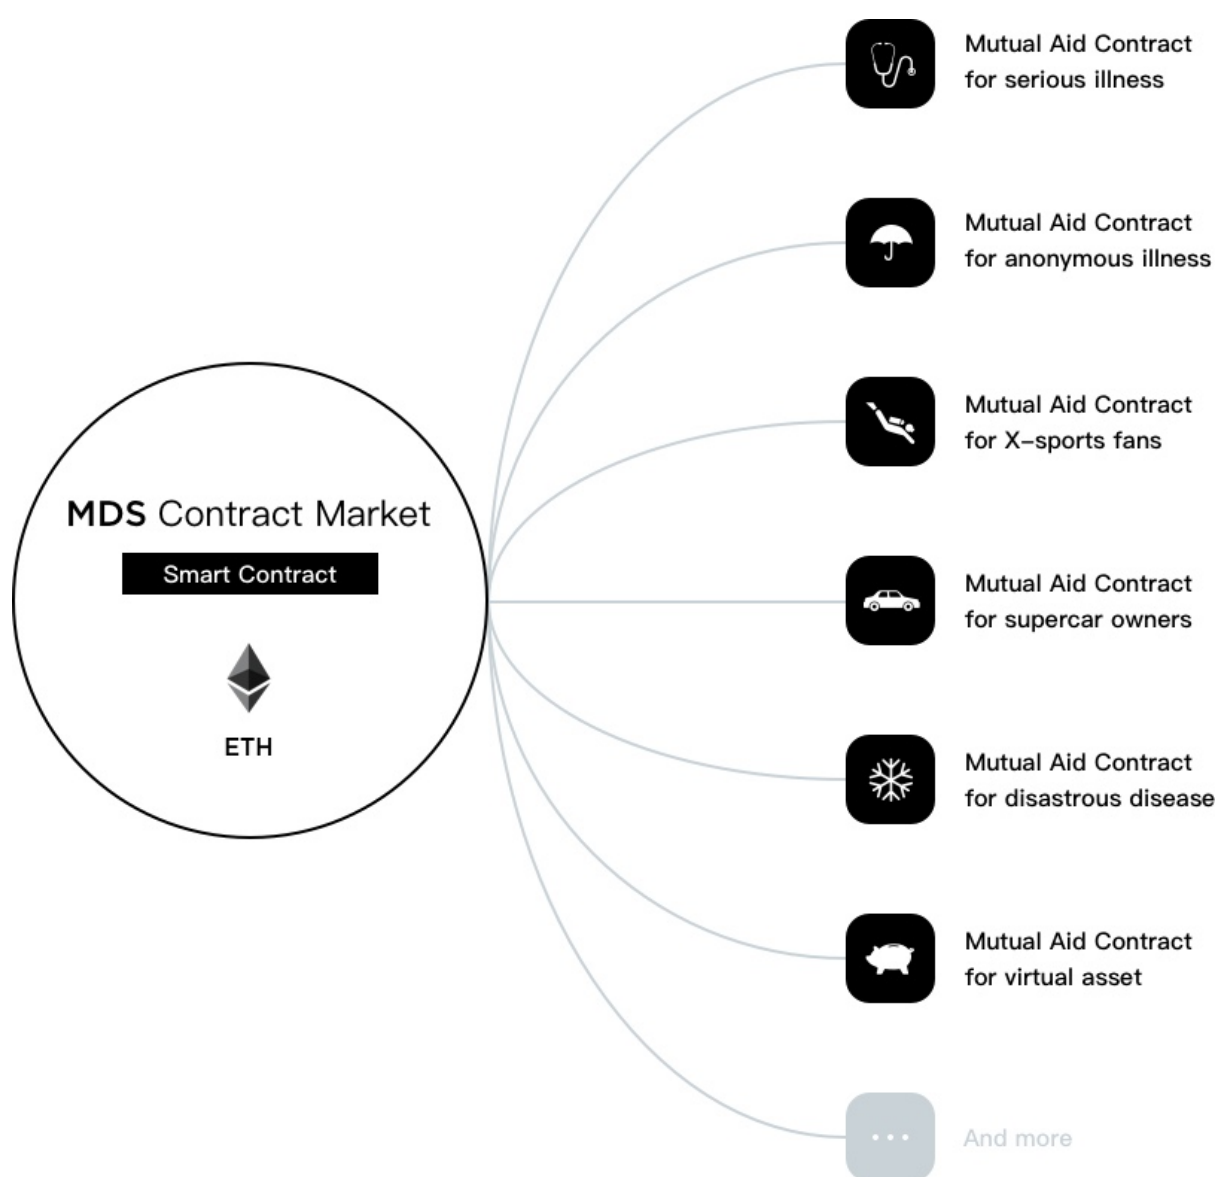 MDS Contract Market
Smart Contract
ETH
Mutual Aid Contract
for serious illness
Mutual Aid Contract
for anonymous illness
Mutual Aid Contract
for X–sports fans
Mutual Aid Contract
for supercar owners
Mutual Aid Contract
for disastrous disease
Mutual Aid Contract
for virtual asset
And more